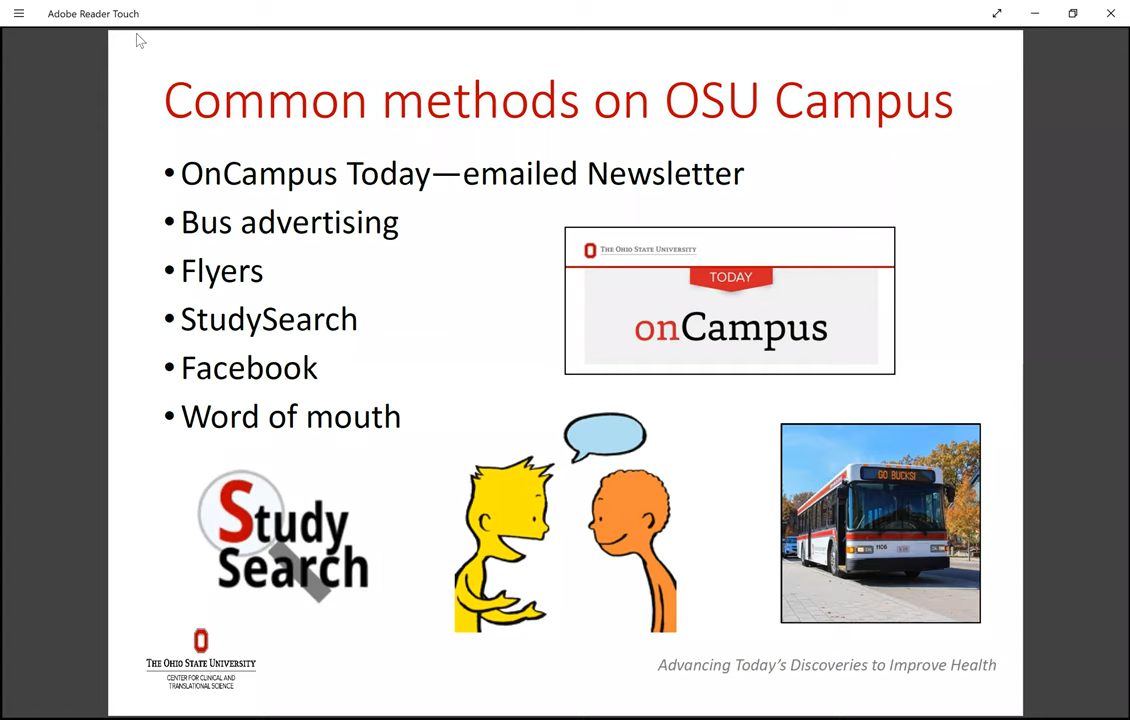 Adobe Reader Touch
Common methods on OSU Campus
• OnCampus Today—emailed Newsletter
• Bus advertising
• Flyers
• StudySearch
• Facebook
• Word of mouth
THE OHIO STATE UNIVERSITY
TODAY
onCampus
GO BUCKS!
1106
Study
Search
THE OHIO STATE UNIVERSITY
CENTER FOR CLINICAL AND
TRANSLATIONAL SCIENCE
Advancing Today's Discoveries to Improve Health